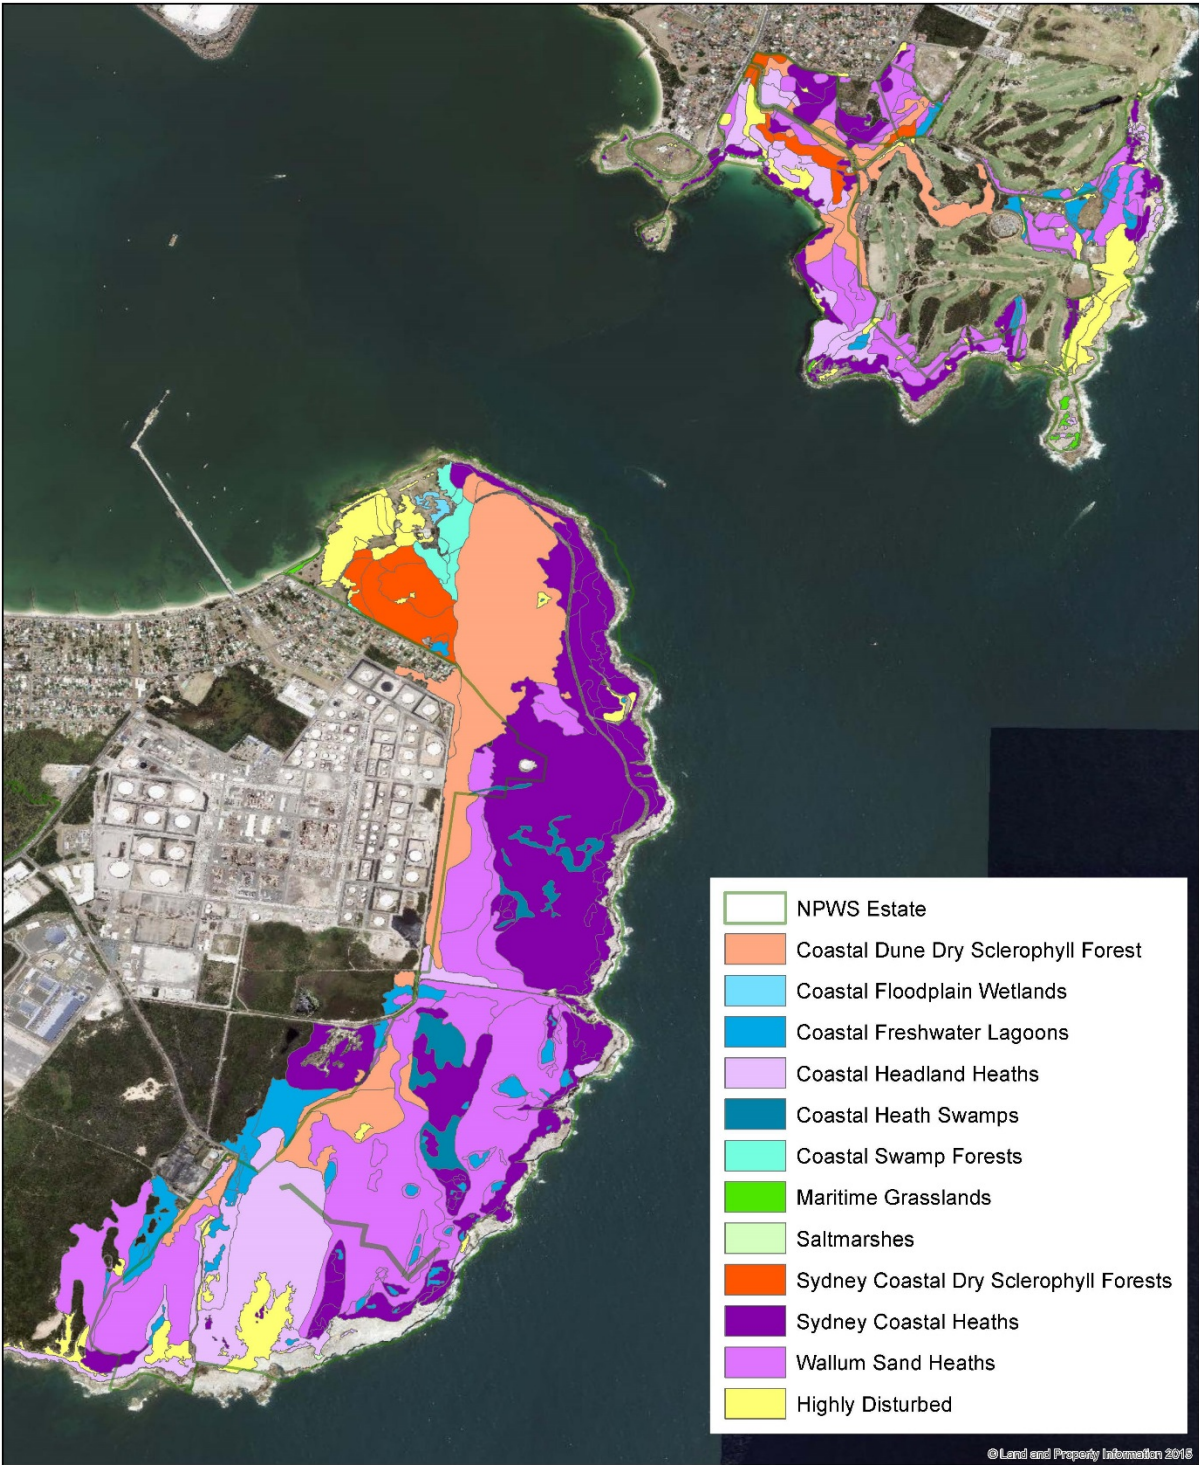 NPWS Estate
Coastal Dune Dry Sclerophyll Forest
Coastal Floodplain Wetlands
Coastal Freshwater Lagoons
Coastal Headland Heaths
Coastal Heath Swamps
Coastal Swamp Forests
Maritime Grasslands
Saltmarshes
Sydney Coastal Dry Sclerophyll Forests
Sydney Coastal Heaths
Wallum Sand Heaths
Highly Disturbed
© Land and Property Information 2015